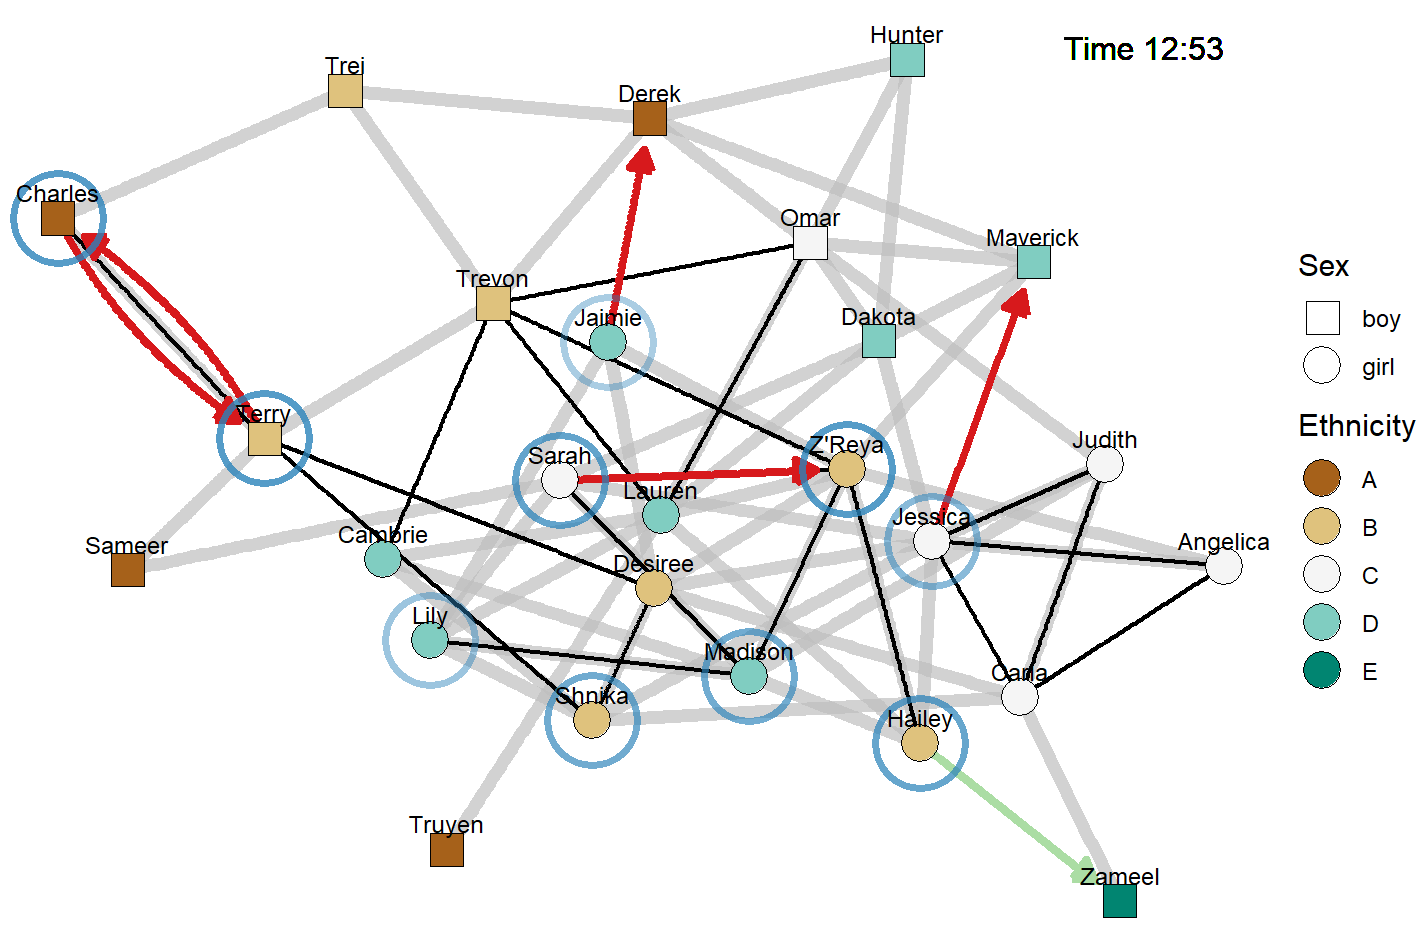 Hunter
Time 12:53
Trei
Derek
Charles
Omar
Maverick
Trevon
Jaimie
Dakota
Sex
boy
girl
Terry
Z'Reya
Judith
Sarah
Lauren
Jessica
Ethnicity
A
B
C
D
E
Sameer
Cambrie
Angelica
Desiree
Lily
Madison
Carla
Shnika
Hailey
Truyen
Zameel